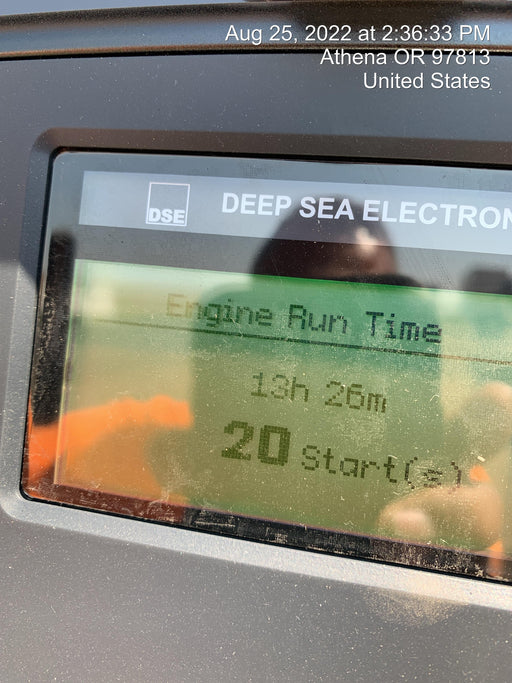 Aug 25, 2022 at 2:36:33 PM
Athena OR 97813
United States
DSE DEEP SEA ELECTRON
Engine Run Time
13h 26m
20 Start(s)